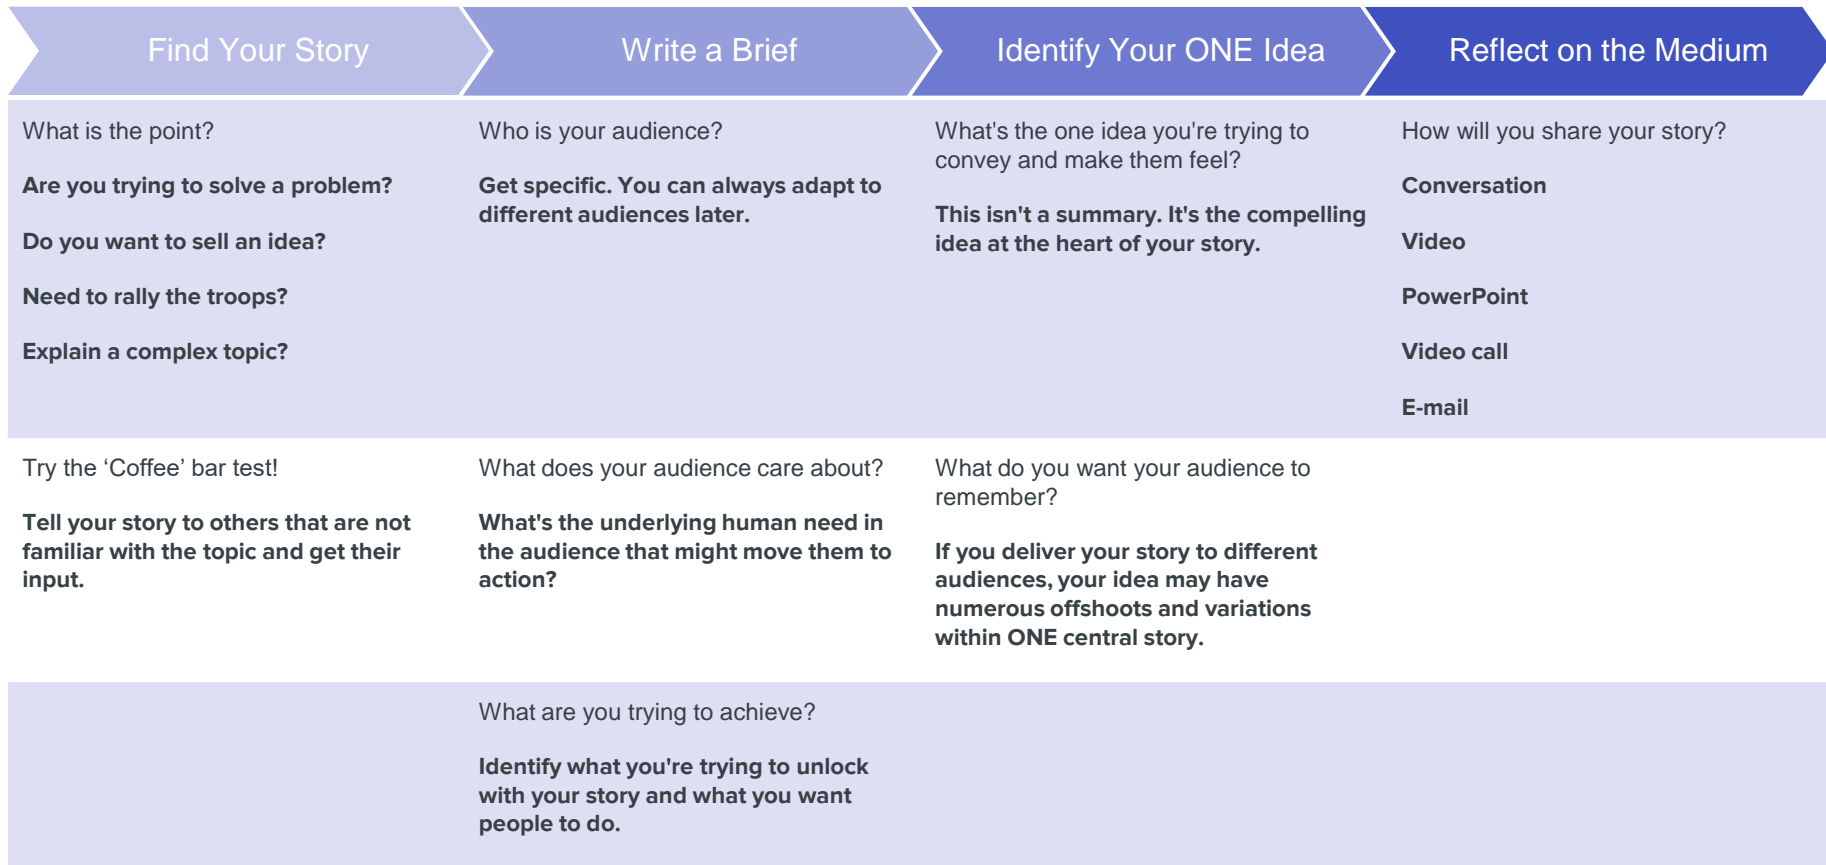 Find Your Story
Write a Brief
Identify Your ONE Idea
Reflect on the Medium
What is the point?
Are you trying to solve a problem?
Do you want to sell an idea?
Need to rally the troops?
Explain a complex topic?
Who is your audience?
Get specific. You can always adapt to
different audiences later.
What's the one idea you're trying to
convey and make them feel?
This isn't a summary. It's the compelling
idea at the heart of your story.
How will you share your story?
Conversation
Video
PowerPoint
Video call
E-mail
Try the ‘Coffee’ bar test!
Tell your story to others that are not
familiar with the topic and get their
input.
What does your audience care about?
What's the underlying human need in
the audience that might move them to
action?
What do you want your audience to
remember?
If you deliver your story to different
audiences, your idea may have
numerous offshoots and variations
within ONE central story.
What are you trying to achieve?
Identify what you're trying to unlock
with your story and what you want
people to do.